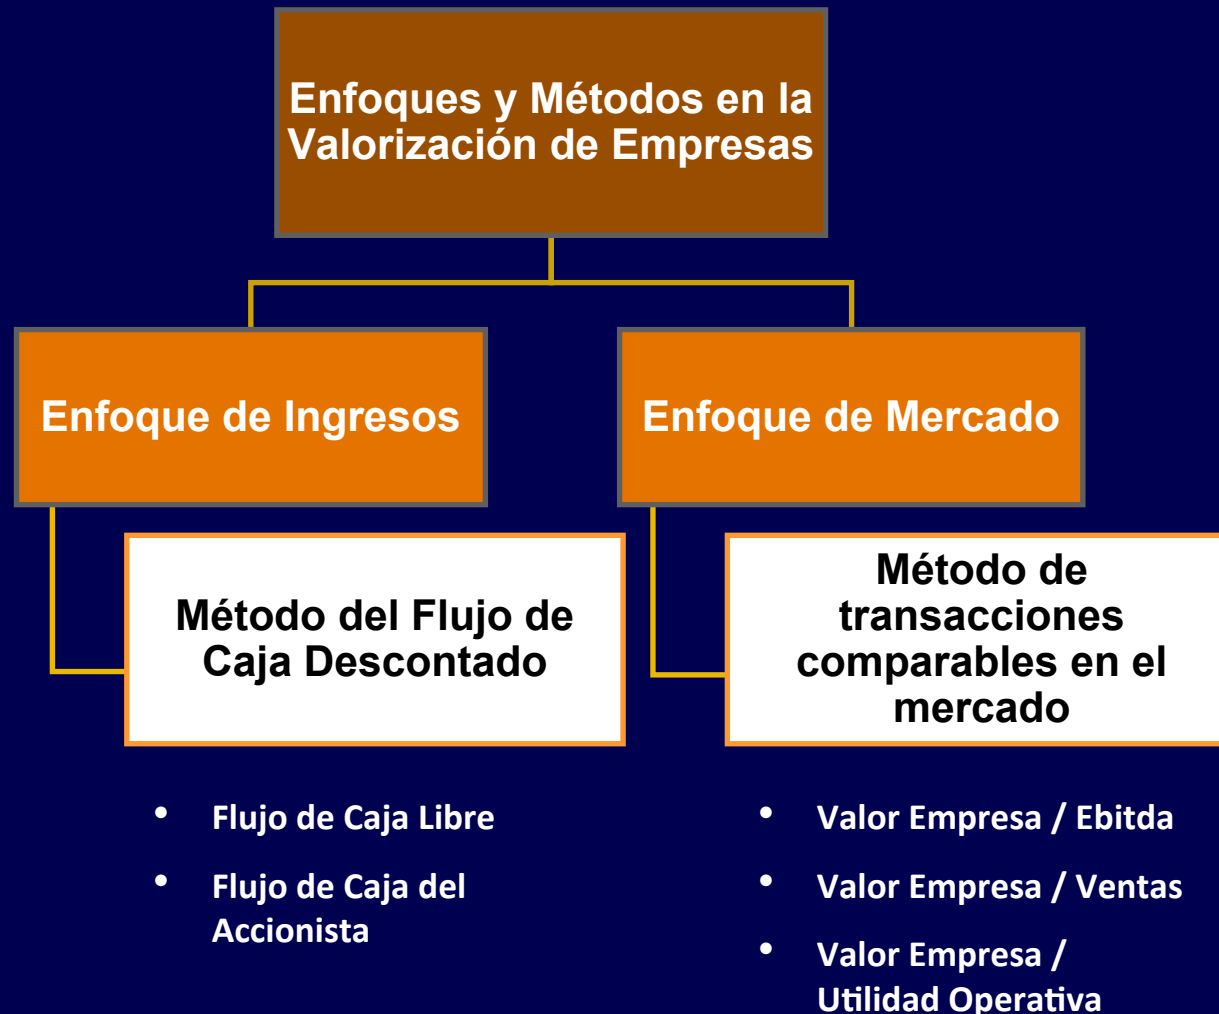 Enfoques y Métodos en la
Valorización de Empresas
Enfoque de Ingresos
Enfoque de Mercado
Método del Flujo de
Caja Descontado
Método de
transacciones
comparables en el
mercado
• Flujo de Caja Libre
• Flujo de Caja del
Accionista
• Valor Empresa / Ebitda
• Valor Empresa / Ventas
• Valor Empresa /
Utilidad Operativa